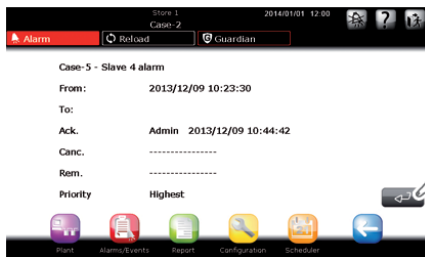 Store 1 2014/01/01 12:00
Case-2
Alarm Reload Guardian
Case-5 - Slave 4 alarm
From: 2013/12/09 10:23:30
To:
Ack. Admin 2013/12/09 10:44:42
Canc. ----------------
Rem. ----------------
Priority Highest
Plant Alarms/Events Report Configuration Scheduler